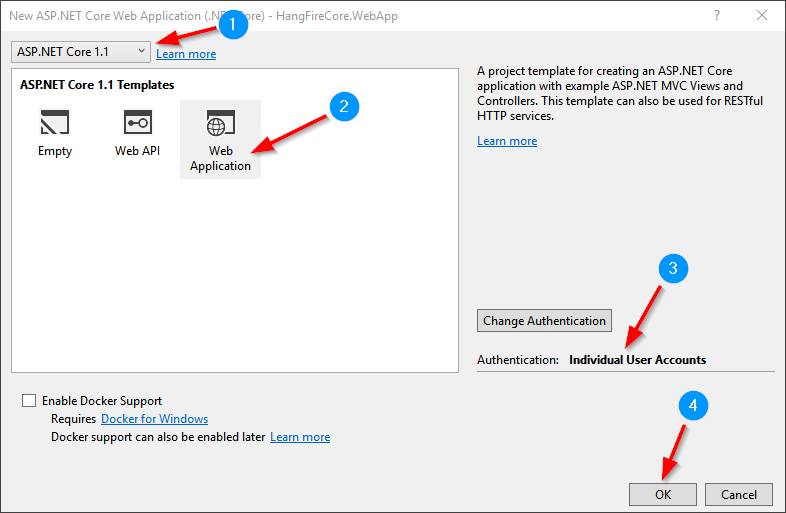 New ASP.NET Core Web Application (.NET Core) - HangFireCore.WebApp
?
1
ASP.NET Core 1.1
Learn more
ASP.NET Core 1.1 Templates
2
Empty
Web API
Web
Application
A project template for creating an ASP.NET Core
application with example ASP.NET MVC Views and
Controllers. This template can also be used for RESTful
HTTP services.
Learn more
3
Change Authentication
Authentication: Individual User Accounts
Enable Docker Support
Requires Docker for Windows
Docker support can also be enabled later Learn more
4
OK
Cancel